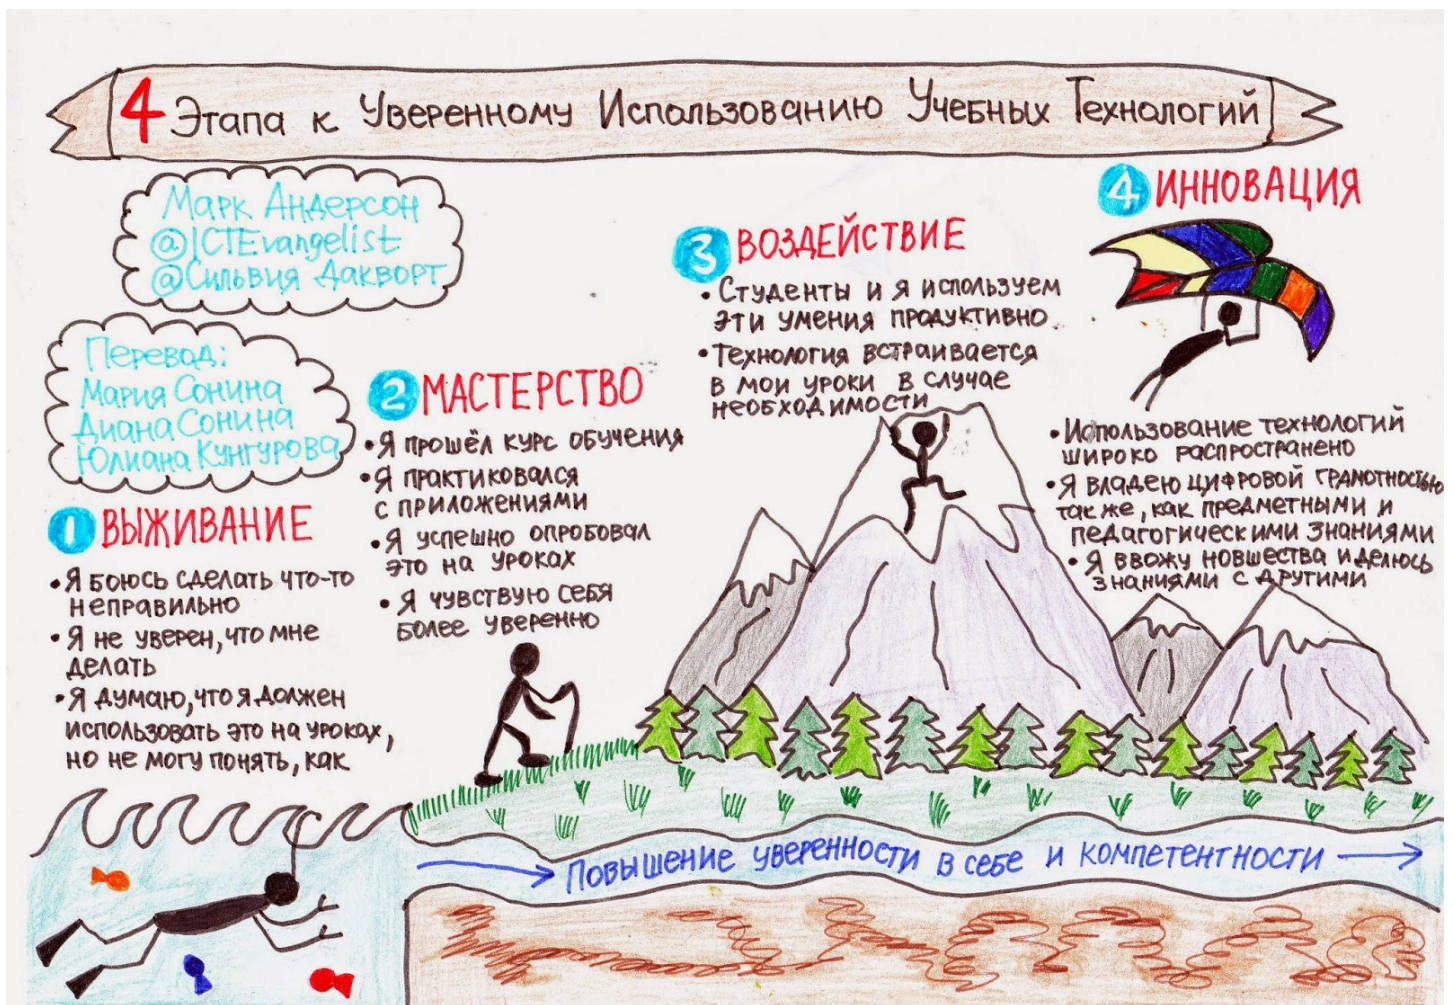 4 Этапа к Уверенному Использованию Учебных Технологий
Марк Андерсон
@ICTEvangelist
@Сильвия Дакворт
Перевод:
Мария Сонина
Диана Сонина
Юлиана Кунгурова
1 ВЫЖИВАНИЕ
• Я боюсь сделать что-то
неправильно
• Я не уверен, что мне
делать
• Я думаю, что я должен
использовать это на уроках,
но не могу понять, как
2 МАСТЕРСТВО
• Я прошёл курс обучения
• Я практиковался
с приложениями
• Я успешно опробовал
это на уроках
• Я чувствую себя
более уверенно
3 ВОЗДЕЙСТВИЕ
• Студенты и я используем
эти умения продуктивно
• Технология встраивается
в мои уроки в случае
необходимости
4 ИННОВАЦИЯ
• Использование технологий
широко распространено
• Я владею цифровой грамотностью
так же, как предметными и
педагогическими знаниями
• Я ввожу новшества и делюсь
знаниями с другими
Повышение уверенности в себе и компетентности